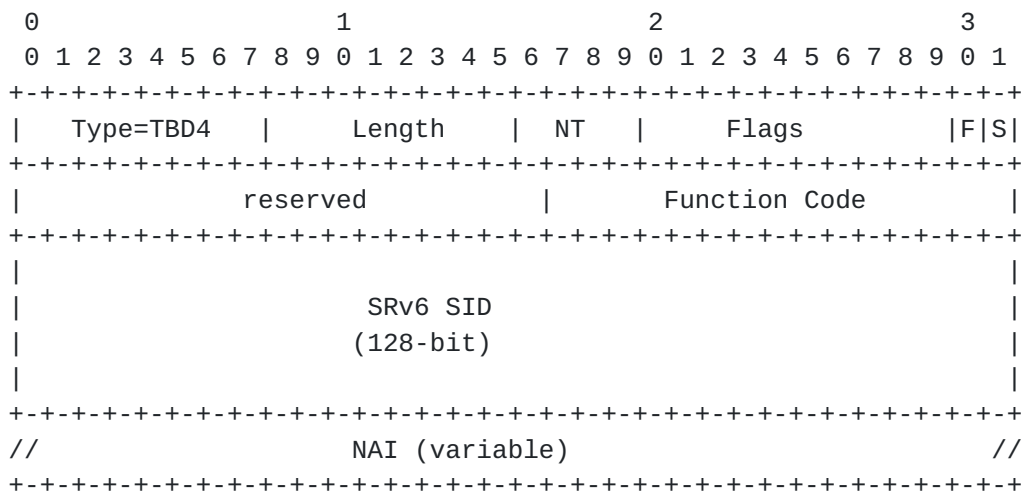 0                   1                   2                   3
 0 1 2 3 4 5 6 7 8 9 0 1 2 3 4 5 6 7 8 9 0 1 2 3 4 5 6 7 8 9 0 1
+-+-+-+-+-+-+-+-+-+-+-+-+-+-+-+-+-+-+-+-+-+-+-+-+-+-+-+-+-+-+-+-+
|   Type=TBD4   |     Length    |  NT   |     Flags         |F|S|
+-+-+-+-+-+-+-+-+-+-+-+-+-+-+-+-+-+-+-+-+-+-+-+-+-+-+-+-+-+-+-+-+
|              reserved           |       Function Code         |
+-+-+-+-+-+-+-+-+-+-+-+-+-+-+-+-+-+-+-+-+-+-+-+-+-+-+-+-+-+-+-+-+
|                                                               |
|                      SRv6 SID                                 |
|                     (128-bit)                                 |
|                                                               |
+-+-+-+-+-+-+-+-+-+-+-+-+-+-+-+-+-+-+-+-+-+-+-+-+-+-+-+-+-+-+-+-+
//                    NAI (variable)                           //
+-+-+-+-+-+-+-+-+-+-+-+-+-+-+-+-+-+-+-+-+-+-+-+-+-+-+-+-+-+-+-+-+